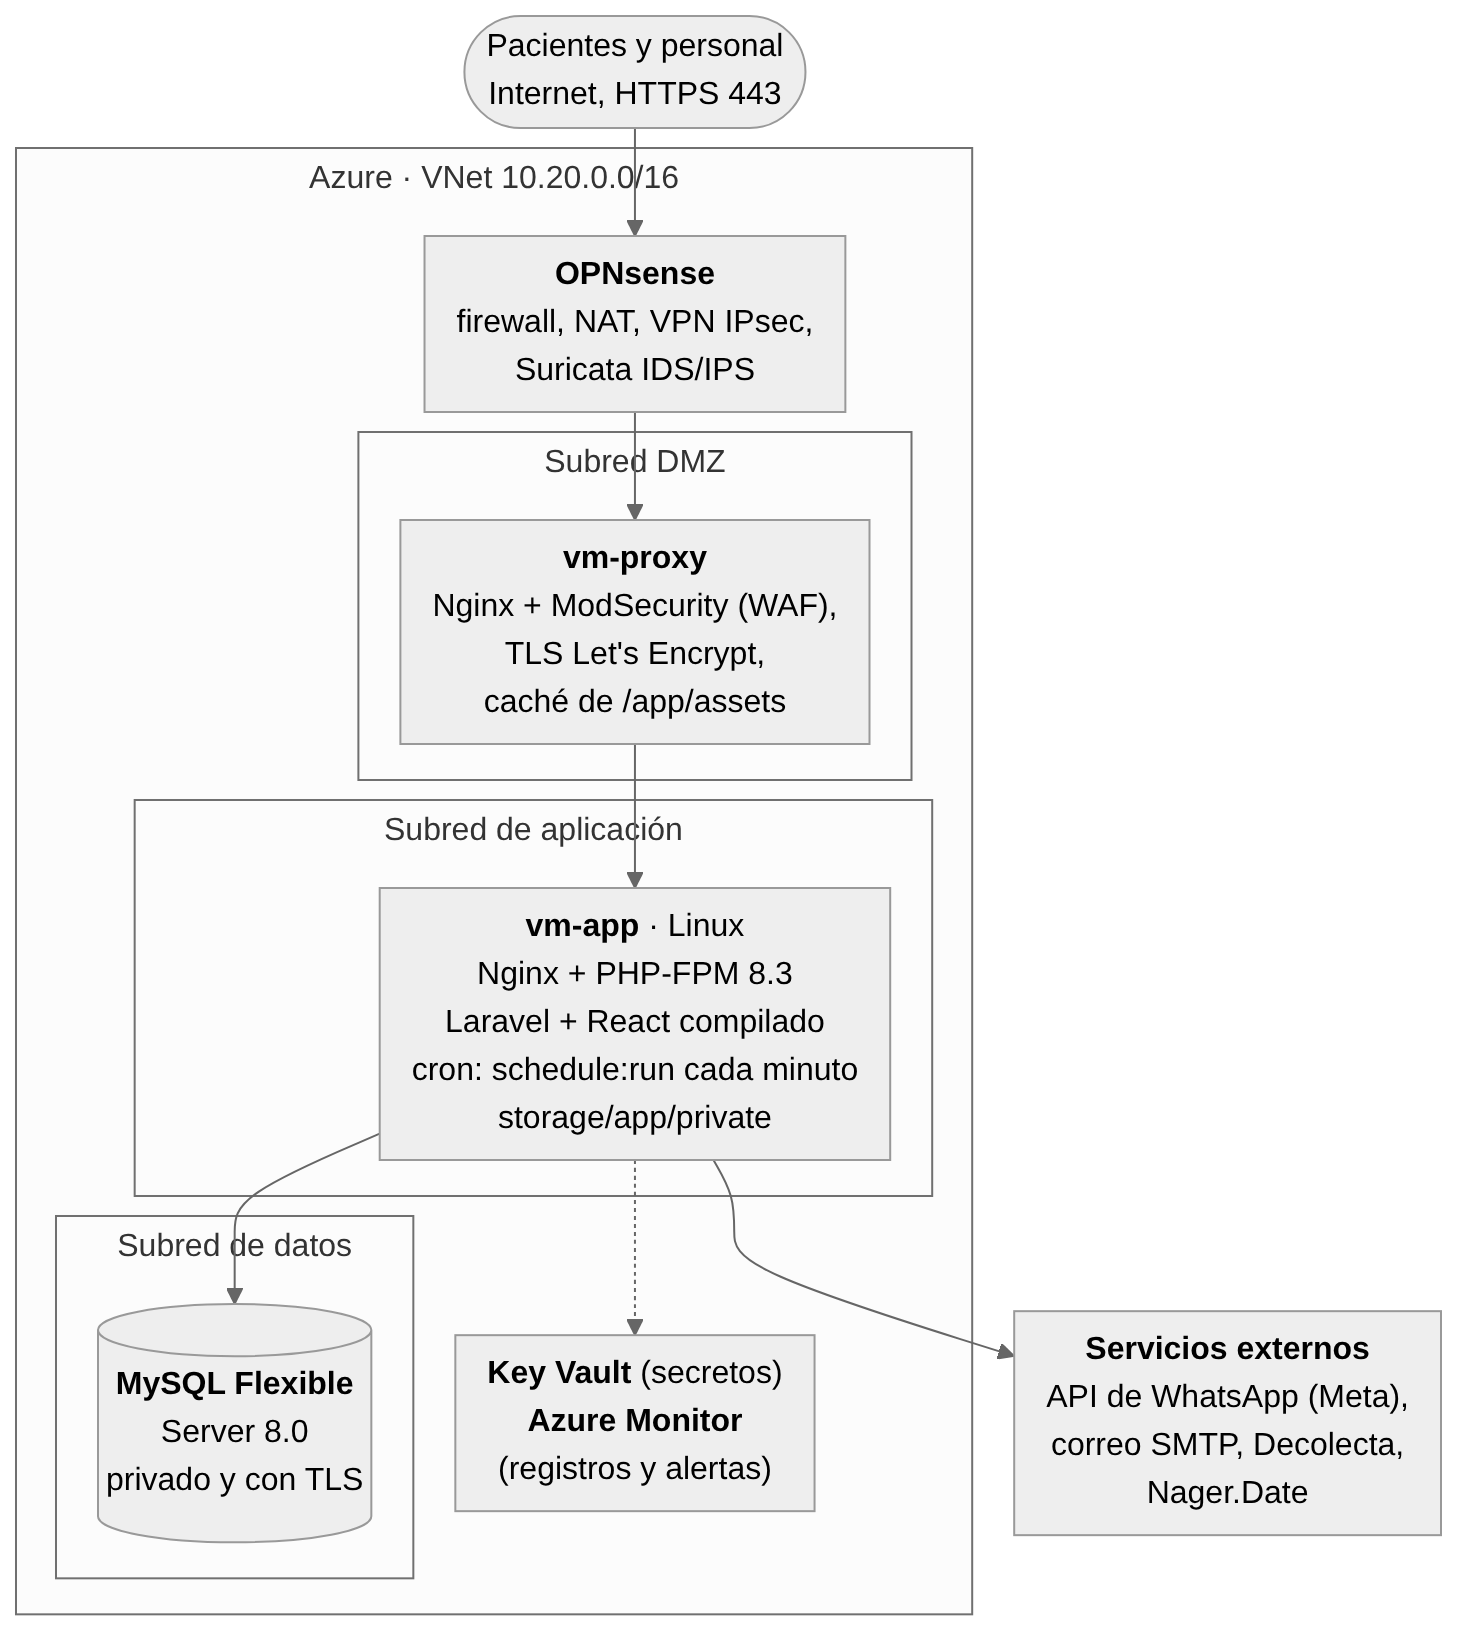 Pacientes y personal
Internet, HTTPS 443
Azure · VNet 10.20.0.0/16
OPNsense
firewall, NAT, VPN IPsec,
Suricata IDS/IPS
Subred DMZ
vm-proxy
Nginx + ModSecurity (WAF),
TLS Let's Encrypt,
caché de /app/assets
Subred de aplicación
vm-app · Linux
Nginx + PHP-FPM 8.3
Laravel + React compilado
cron: schedule:run cada minuto
storage/app/private
Subred de datos
MySQL Flexible
Server 8.0
privado y con TLS
Key Vault (secretos)
Azure Monitor
(registros y alertas)
Servicios externos
API de WhatsApp (Meta),
correo SMTP, Decolecta,
Nager.Date